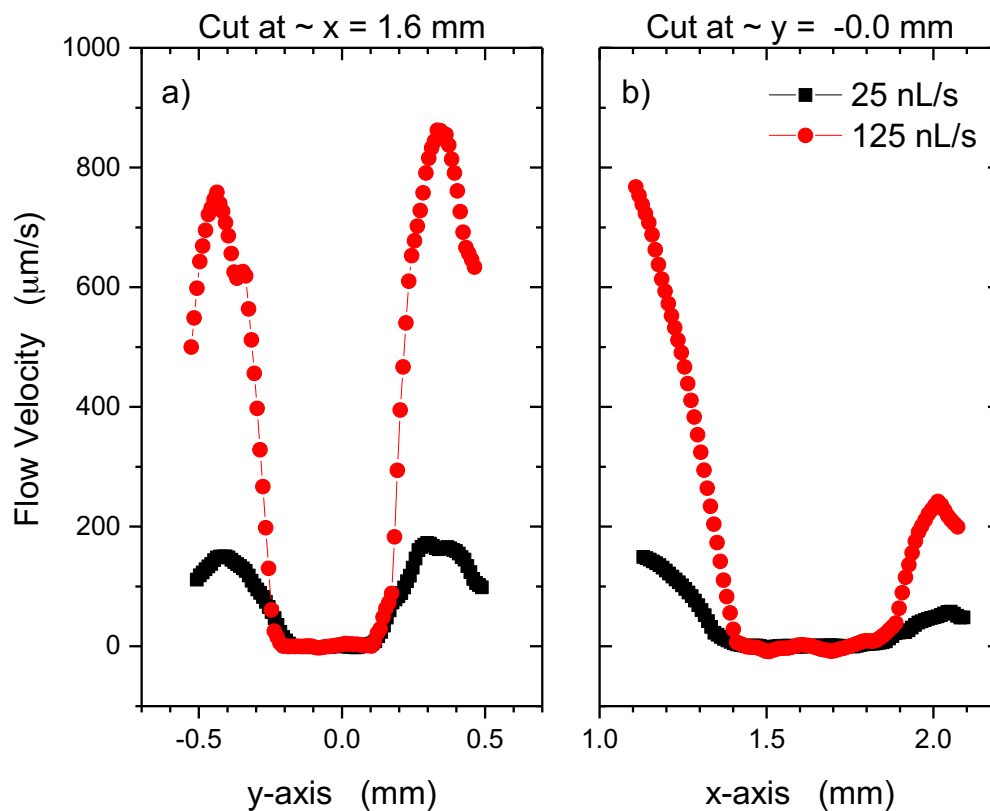 Cut at ~ x = 1.6 mm
Cut at ~ y = -0.0 mm
1000
800
600
400
200
0
Flow Velocity (μm/s)
a)
b)
25 nL/s
125 nL/s
-0.5
0.0
0.5
1.0
1.5
2.0
y-axis (mm)
x-axis (mm)